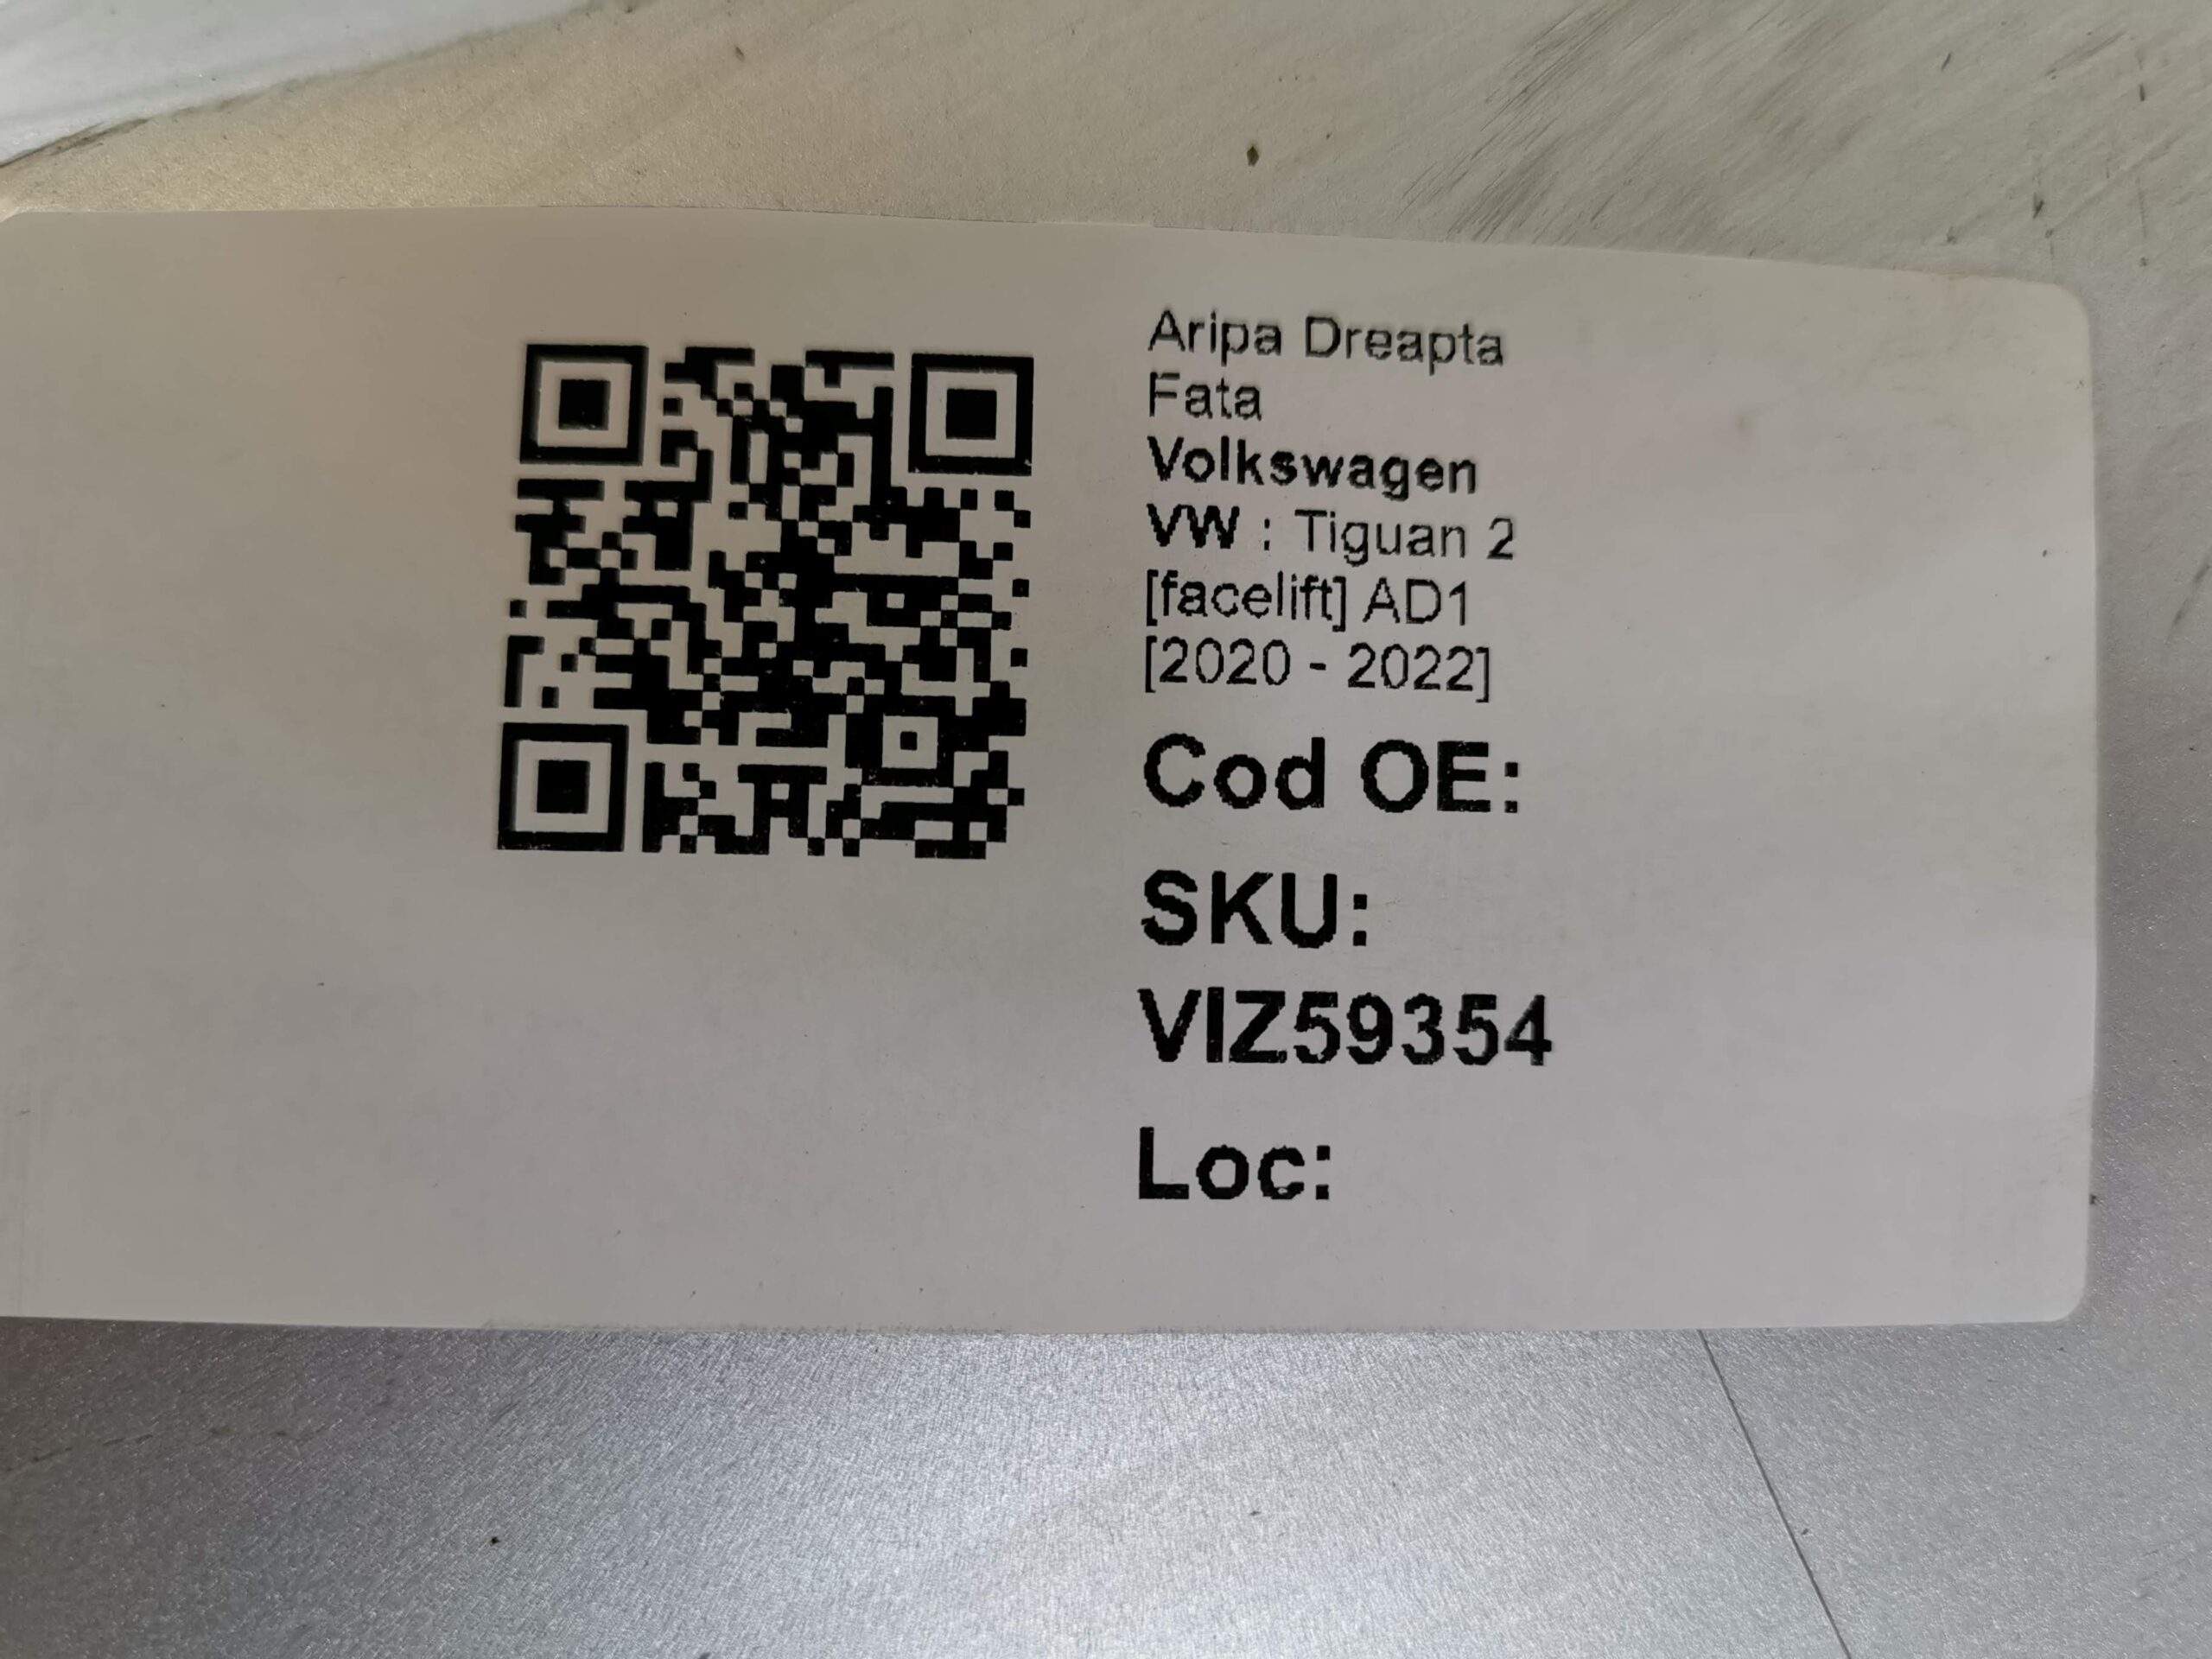 Aripa Dreapta
Fata
Volkswagen
VW : Tiguan 2
[facelift] AD1
[2020 - 2022]
Cod OE:
SKU:
VIZ59354
Loc: